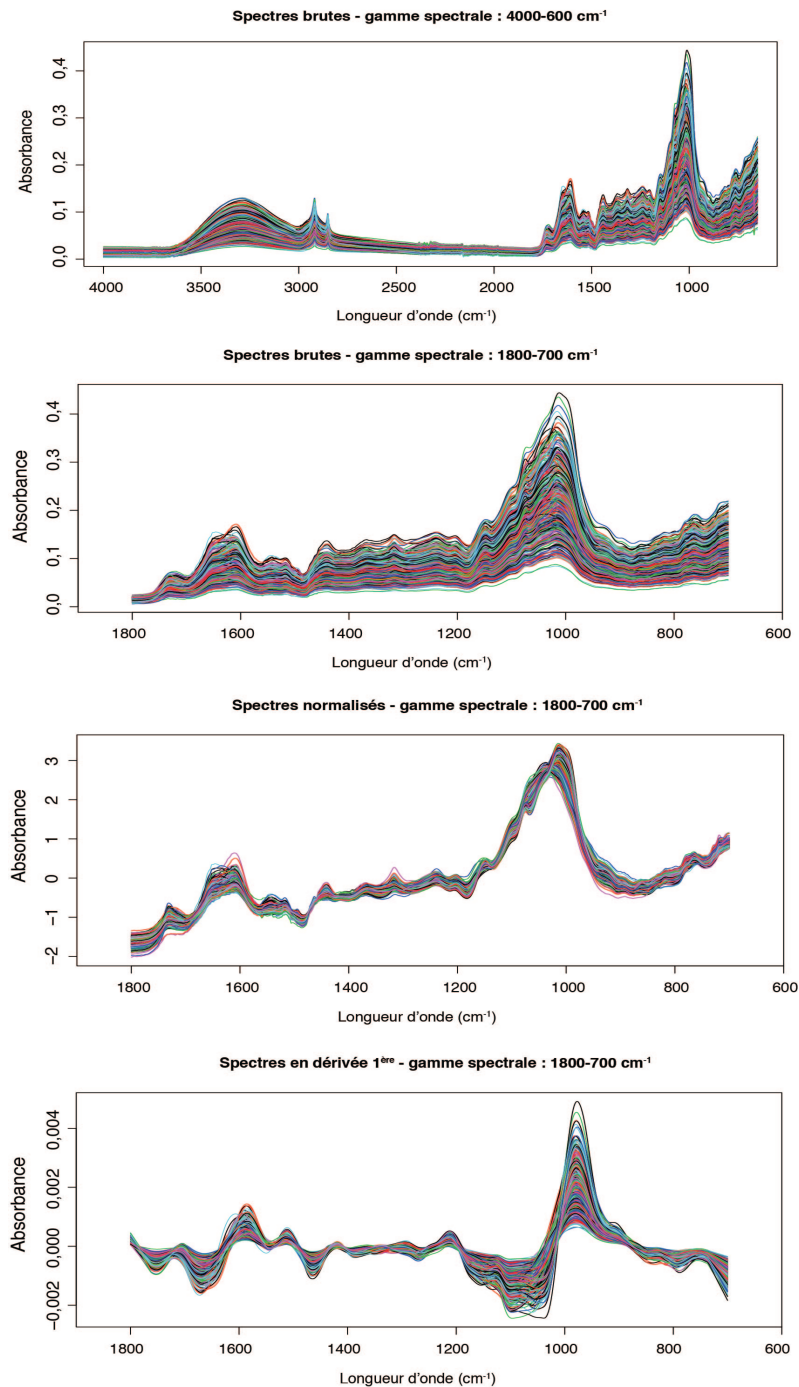 Spectres brutes - gamme spectrale : 4000-600 cm⁻¹
Absorbance
0,4
0,3
0,2
0,1
0,0
4000 3500 3000 2500 2000 1500 1000
Longueur d'onde (cm⁻¹)
Spectres brutes - gamme spectrale : 1800-700 cm⁻¹
Absorbance
0,4
0,3
0,2
0,1
0,
1800 1600 1400 1200 1000 800 600
Longueur d'onde (cm⁻¹)
Spectres normalisés - gamme spectrale : 1800-700 cm⁻¹
Absorbance
3
2
1
0
−1
−2
1800 1600 1400 1200 1000 800 600
Longueur d'onde (cm⁻¹)
Spectres en dérivée 1ère - gamme spectrale : 1800-700 cm⁻¹
Absorbance
0,004
0,002
0,000
−0,002
1800 1600 1400 1200 1000 800 600
Longueur d'onde (cm⁻¹)